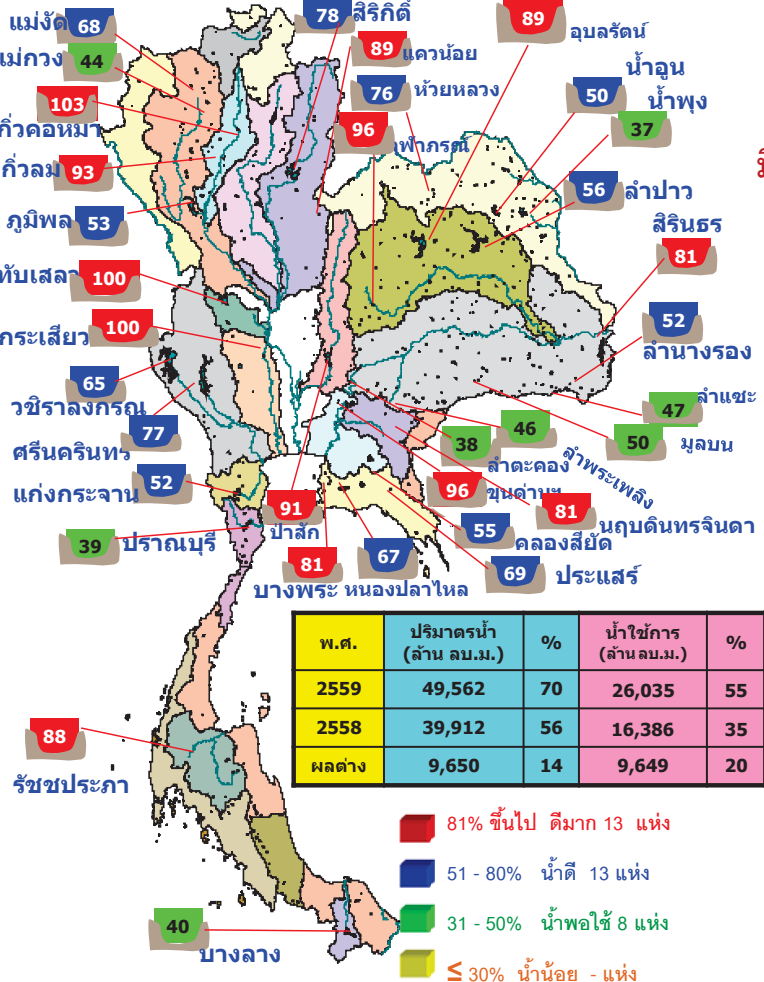 แม่งัด 68
78 สิริกิติ์
89 อุบลรัตน์
แม่กวง 44
89 แควน้อย
76 ห้วยหลวง
น้ำอูน
50
น้ำพุง
37
103
กิ่วคอหมา
96
จุฬาภรณ์
กิ่วลม 93
56 ลำปาว
ภูมิพล 53
สิรินธร
81
ทับเสลา 100
กระเสียว 100
52
ลำนางรอง
65
วชิราลงกรณ
47 ลำแชะ
77
ศรีนครินทร์
50 มูลบน
38
ลำตะคอง
46
ลำพระเพลิง
แก่งกระจาน 52
96
ขุนด่านฯ
81 นฤบดินทรจินดา
91
ป่าสัก
55 คลองสียัด
39 ปราณบุรี
81
บางพระ
67
หนองปลาไหล
69 ประแสร์
พ.ศ. ปริมาตรน้ำ (ล้าน ลบ.ม.) % น้ำใช้การ (ล้าน ลบ.ม.) %
2559 49,562 70 26,035 55
2558 39,912 56 16,386 35
ผลต่าง 9,650 14 9,649 20
88
รัชชประภา
81% ขึ้นไป ดีมาก 13 แห่ง
51 - 80% น้ำดี 13 แห่ง
31 - 50% น้ำพอใช้ 8 แห่ง
≤ 30% น้ำน้อย - แห่ง
40
บางลาง